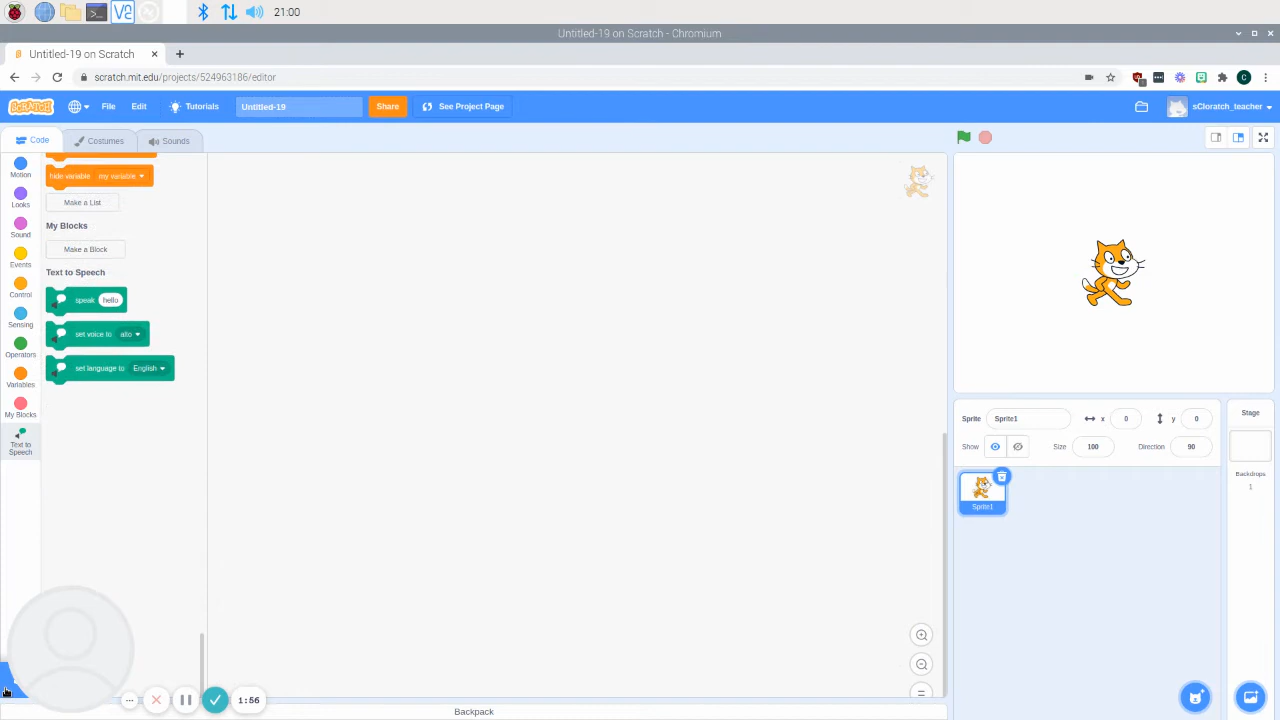 21:00
Untitled-19 on Scratch - Chromium
Untitled-19 on Scratch
scratch.mit.edu/projects/524963186/editor
C
SCRATCH File Edit Tutorials Untitled-19 Share See Project Page sCloratch_teacher
Code Costumes Sounds
Motion
Looks
Sound
Events
Control
Sensing
Operators
Variables
My Blocks
Text to
Speech
hide variable my variable
Make a List
My Blocks
Make a Block
Text to Speech
speak hello
set voice to alto
set language to English
Sprite Sprite1 x 0 y 0
Show Size 100 Direction 90
Sprite1
Stage
Backdrops
1
1:56
Backpack